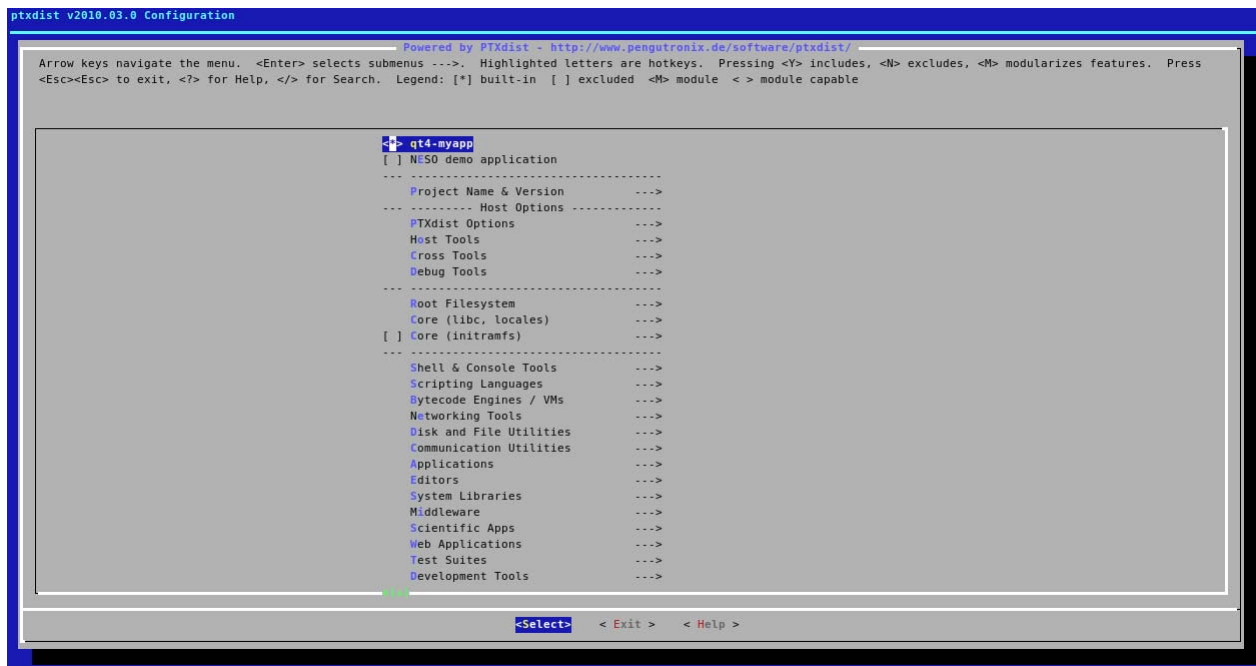 ptxdist v2010.03.0 Configuration
Powered by PTXdist - http://www.pengutronix.de/software/ptxdist/
Arrow keys navigate the menu.  <Enter> selects submenus --->.  Highlighted letters are hotkeys.  Pressing <Y> includes, <N> excludes, <M> modularizes features.  Press
<Esc><Esc> to exit, <?> for Help, </> for Search.  Legend: [*] built-in  [ ] excluded  <M> module  < > module capable
<*> qt4-myapp
[ ] NESO demo application
--- ------------------------------------
Project Name & Version --->
--- --------- Host Options -------------
PTXdist Options --->
Host Tools --->
Cross Tools --->
Debug Tools --->
--- ------------------------------------
Root Filesystem --->
Core (libc, locales) --->
[ ] Core (initramfs) --->
--- ------------------------------------
Shell & Console Tools --->
Scripting Languages --->
Bytecode Engines / VMs --->
Networking Tools --->
Disk and File Utilities --->
Communication Utilities --->
Applications --->
Editors --->
System Libraries --->
Middleware --->
Scientific Apps --->
Web Applications --->
Test Suites --->
Development Tools --->
<Select> < Exit > < Help >